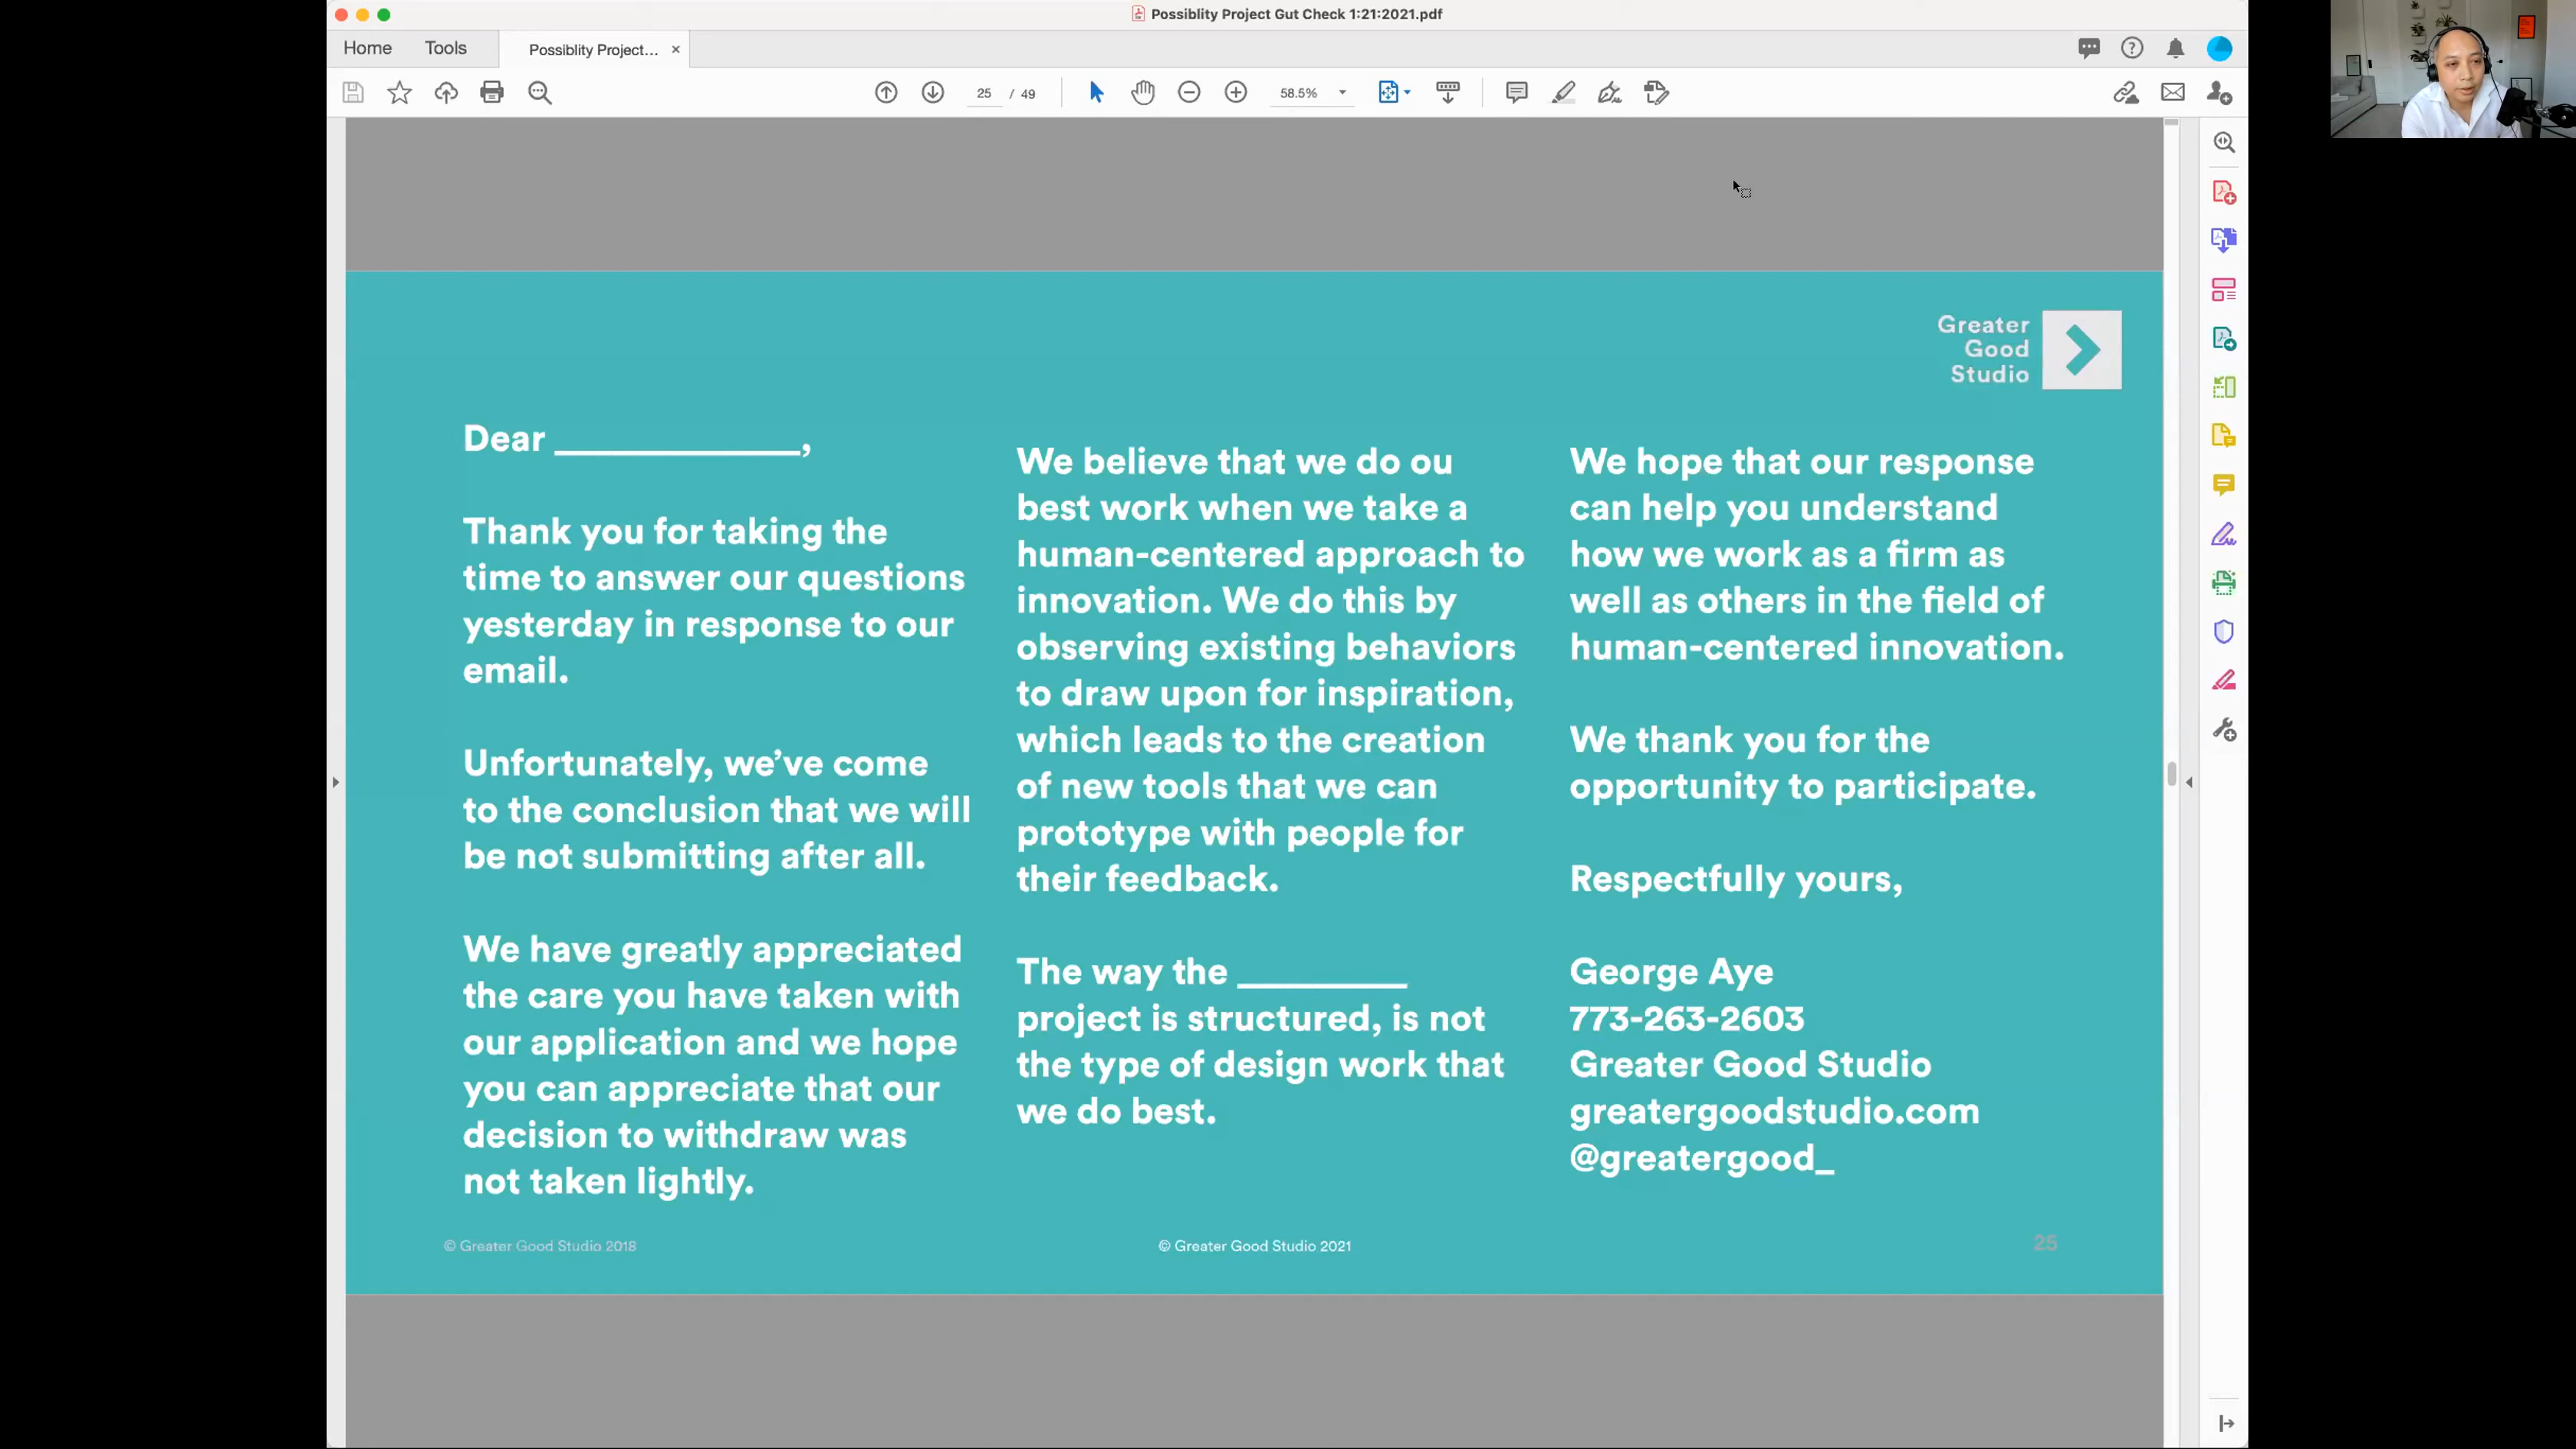 Possiblity Project Gut Check 1:21:2021.pdf
Home
Tools
Possiblity Project... ×
25 / 49
58.5%
Greater
Good
Studio
Dear ____________,
Thank you for taking the
time to answer our questions
yesterday in response to our
email.
Unfortunately, we’ve come
to the conclusion that we will
be not submitting after all.
We have greatly appreciated
the care you have taken with
our application and we hope
you can appreciate that our
decision to withdraw was
not taken lightly.
We believe that we do ou
best work when we take a
human-centered approach to
innovation. We do this by
observing existing behaviors
to draw upon for inspiration,
which leads to the creation
of new tools that we can
prototype with people for
their feedback.
The way the ________
project is structured, is not
the type of design work that
we do best.
We hope that our response
can help you understand
how we work as a firm as
well as others in the field of
human-centered innovation.
We thank you for the
opportunity to participate.
Respectfully yours,
George Aye
773-263-2603
Greater Good Studio
greatergoodstudio.com
@greatergood_
© Greater Good Studio 2018
© Greater Good Studio 2021
25